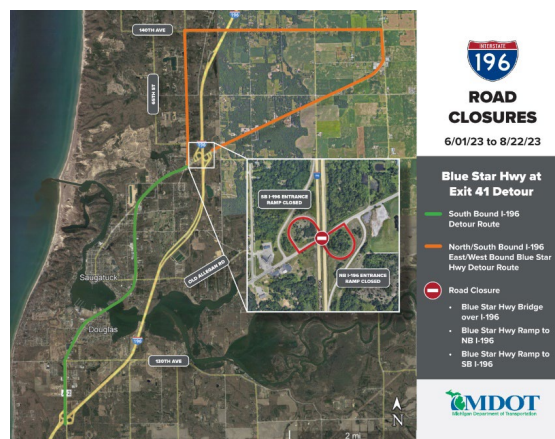 140TH AVE
65TH ST
SB I-196 ENTRANCE
RAMP CLOSED
NB I-196 ENTRANCE
RAMP CLOSED
OLD ALLEGAN RD
Saugatuck
Douglas
130TH AVE
N
2 m
INTERSTATE
196
ROAD
CLOSURES
6/01/23 to 8/22/23
Blue Star Hwy at
Exit 41 Detour
South Bound I-196
Detour Route
North/South Bound I-196
East/West Bound Blue Star
Hwy Detour Route
Road Closure
• Blue Star Hwy Bridge
over I-196
• Blue Star Hwy Ramp to
NB I-196
• Blue Star Hwy Ramp to
SB I-196
MDOT
Michigan Department of Transportation